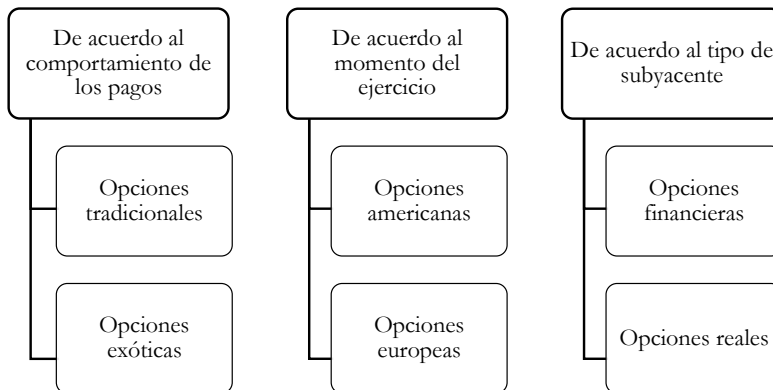 De acuerdo al
comportamiento de
los pagos
Opciones
tradicionales
Opciones
exóticas
De acuerdo al
momento del
ejercicio
Opciones
americanas
Opciones
europeas
De acuerdo al tipo de
subyacente
Opciones
financieras
Opciones reales